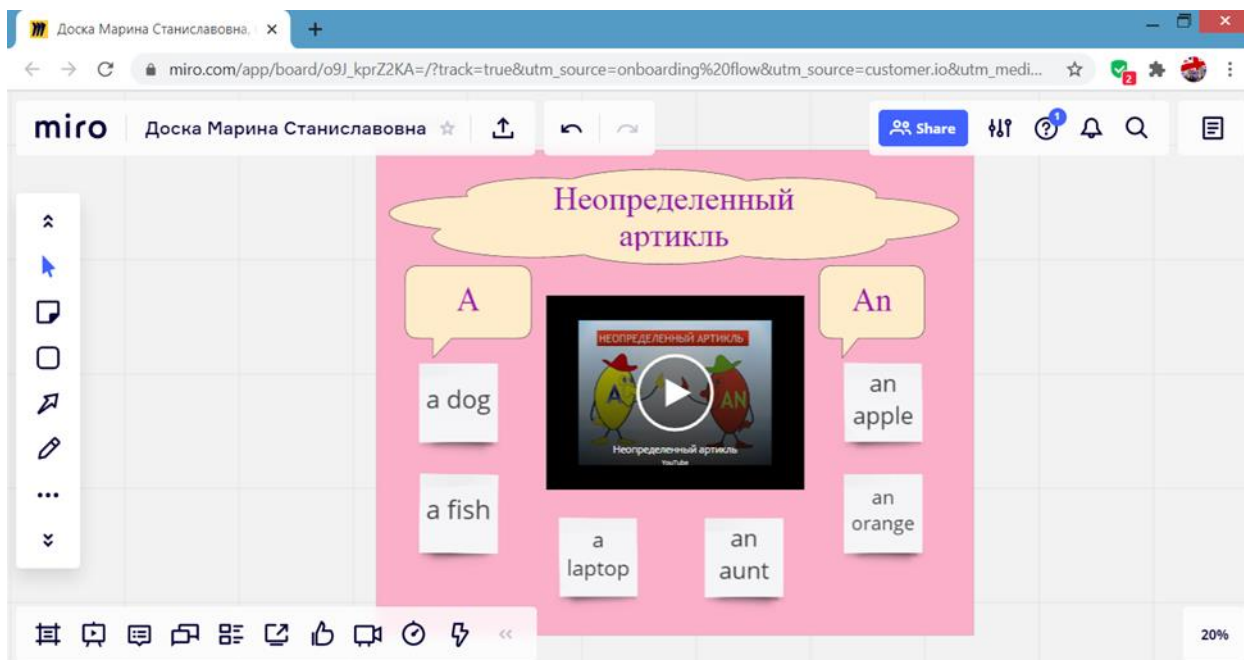 Доска Марина Станиславовна,
miro.com/app/board/o9J_kprZ2KA=/?track=true&utm_source=onboarding%20flow&utm_source=customer.io&utm_medi...
2
miro
Доска Марина Станиславовна
Share
1
Неопределенный
артикль
A
An
НЕОПРЕДЕЛЕННЫЙ АРТИКЛЬ
A
AN
Неопределенный артикль
YouTube
a dog
an
apple
a fish
an
orange
a
laptop
an
aunt
20%